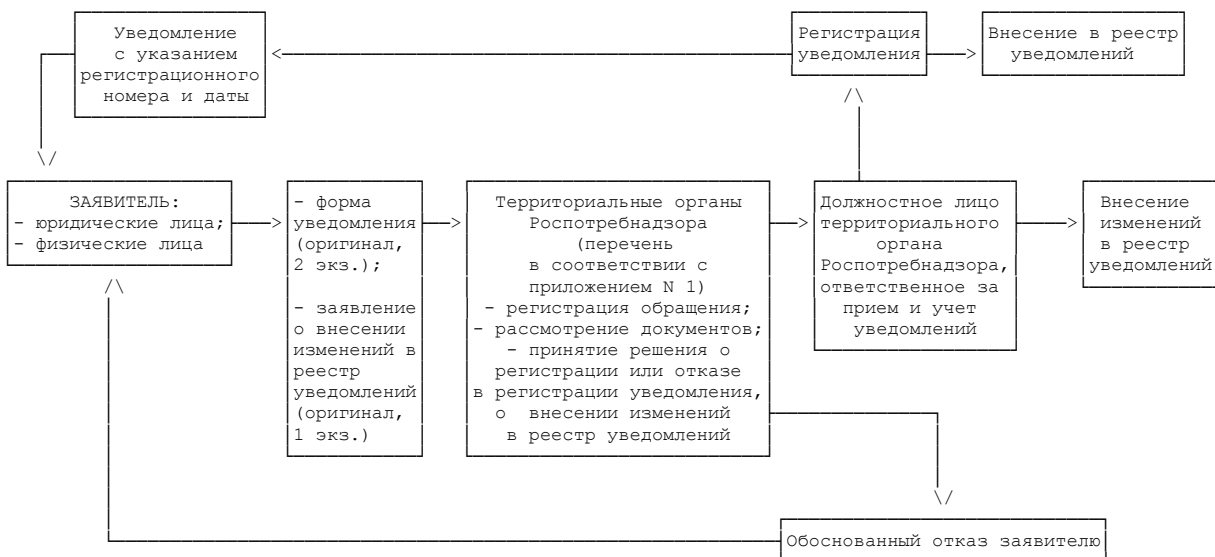 Уведомление
с указанием
регистрационного
номера и даты
Регистрация
уведомления
Внесение в реестр
уведомлений
ЗАЯВИТЕЛЬ:
- юридические лица;
- физические лица
- форма
уведомления
(оригинал,
2 экз.);
- заявление
о внесении
изменений в
реестр
уведомлений
(оригинал,
1 экз.)
Территориальные органы
Роспотребнадзора
(перечень
в соответствии с
приложением N 1)
- регистрация обращения;
- рассмотрение документов;
- принятие решения о
регистрации или отказе
в регистрации уведомления,
о внесении изменений
в реестр уведомлений
Должностное лицо
территориального
органа
Роспотребнадзора,
ответственное за
прием и учет
уведомлений
Внесение
изменений
в реестр
уведомлений
Обоснованный отказ заявителю